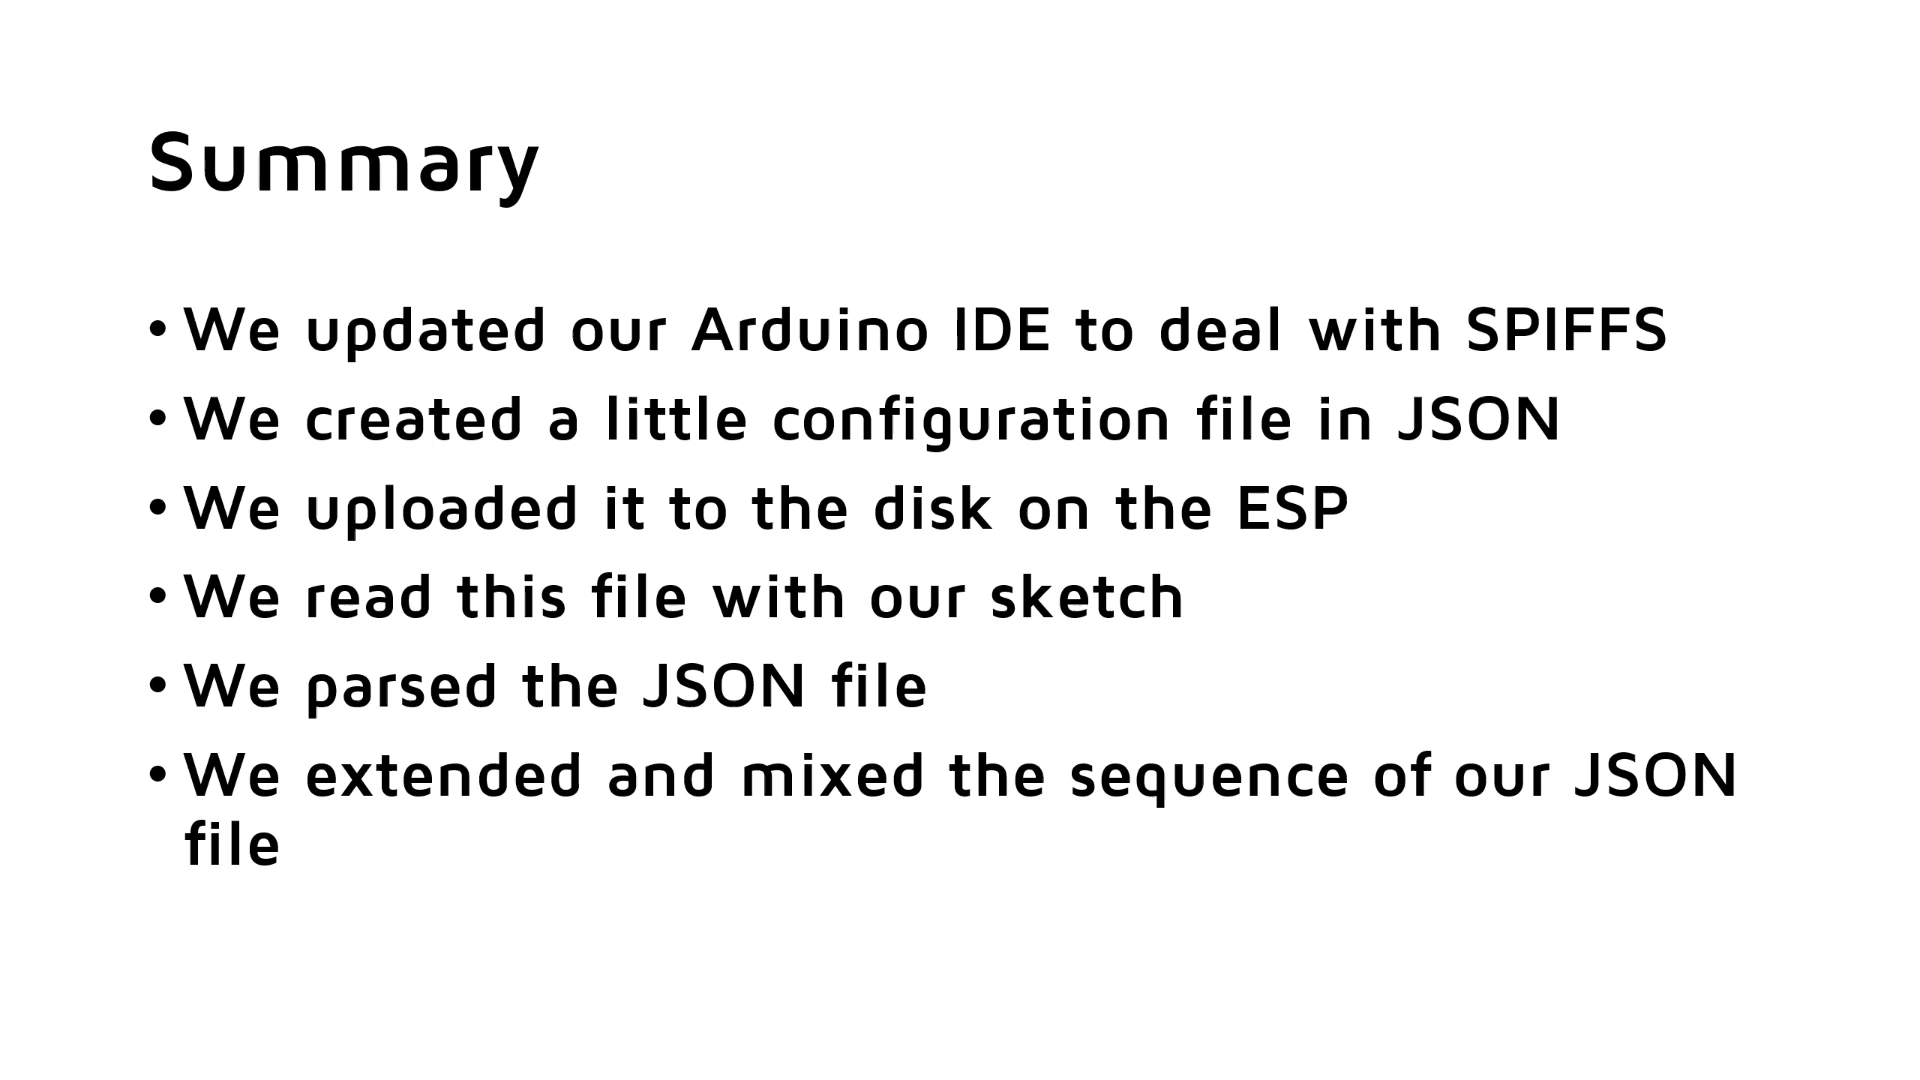 Summary
• We updated our Arduino IDE to deal with SPIFFS
• We created a little configuration file in JSON
• We uploaded it to the disk on the ESP
• We read this file with our sketch
• We parsed the JSON file
• We extended and mixed the sequence of our JSON
file